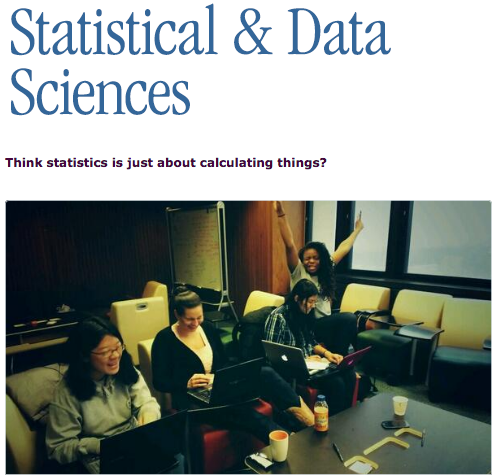 Statistical & Data
Sciences
Think statistics is just about calculating things?